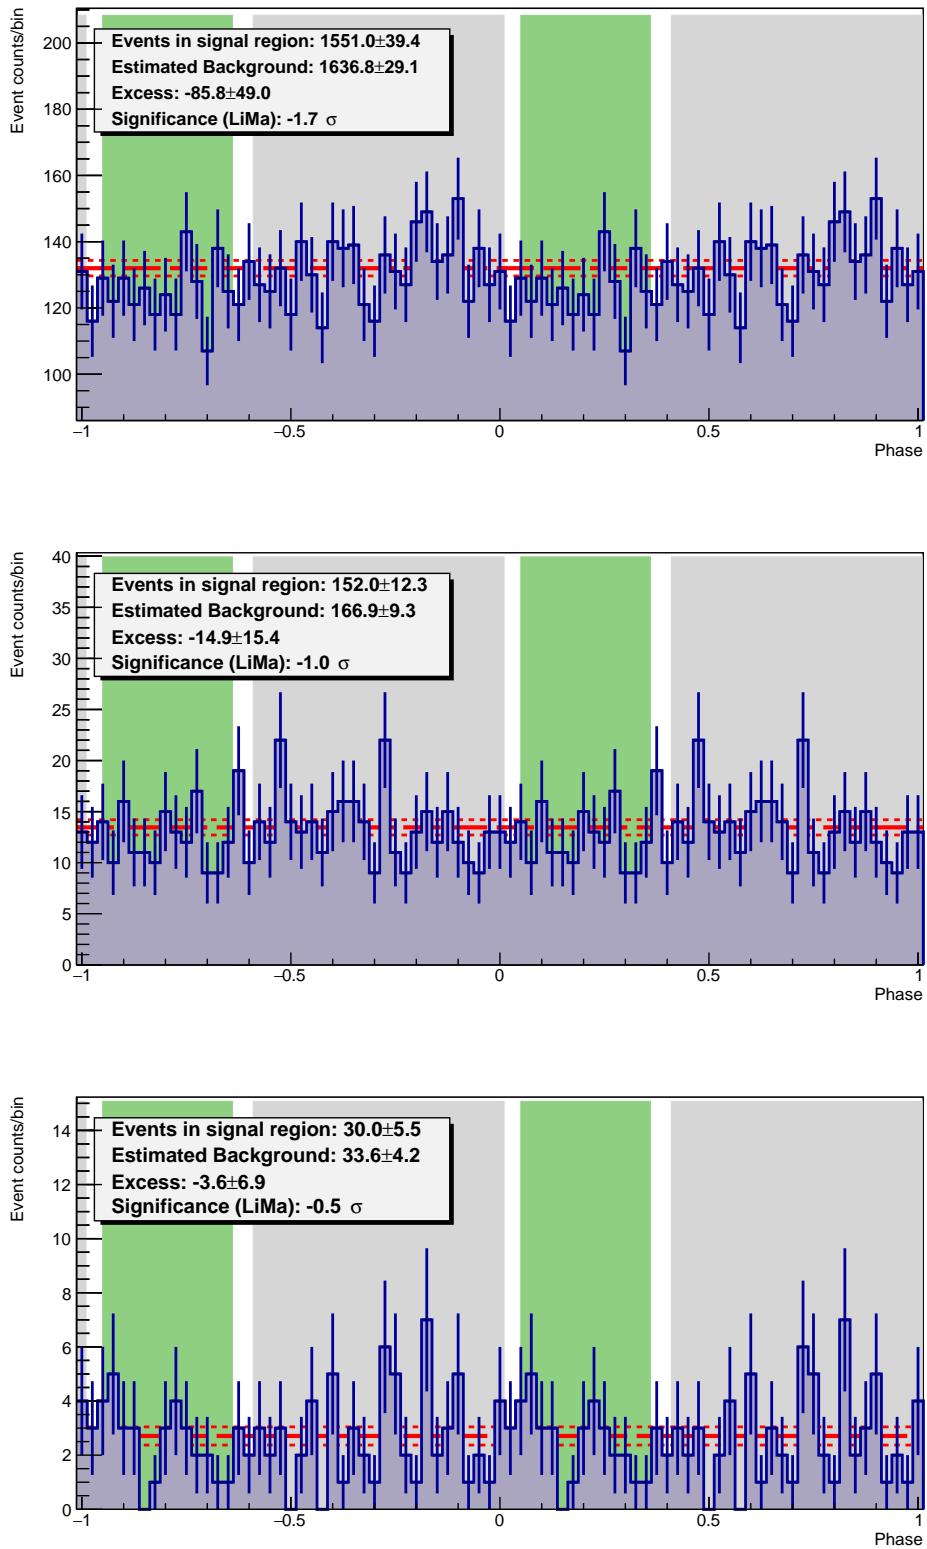 Event counts/bin
200
180
160
140
120
100
Events in signal region: 1551.0±39.4
Estimated Background: 1636.8±29.1
Excess: -85.8±49.0
Significance (LiMa): -1.7 σ
−1
−0.5
0
0.5
1
Phase
Event counts/bin
40
35
30
25
20
15
10
5
0
Events in signal region: 152.0±12.3
Estimated Background: 166.9±9.3
Excess: -14.9±15.4
Significance (LiMa): -1.0 σ
−1
−0.5
0
0.5
1
Phase
Event counts/bin
14
12
10
8
6
4
2
0
Events in signal region: 30.0±5.5
Estimated Background: 33.6±4.2
Excess: -3.6±6.9
Significance (LiMa): -0.5 σ
−1
−0.5
0
0.5
1
Phase